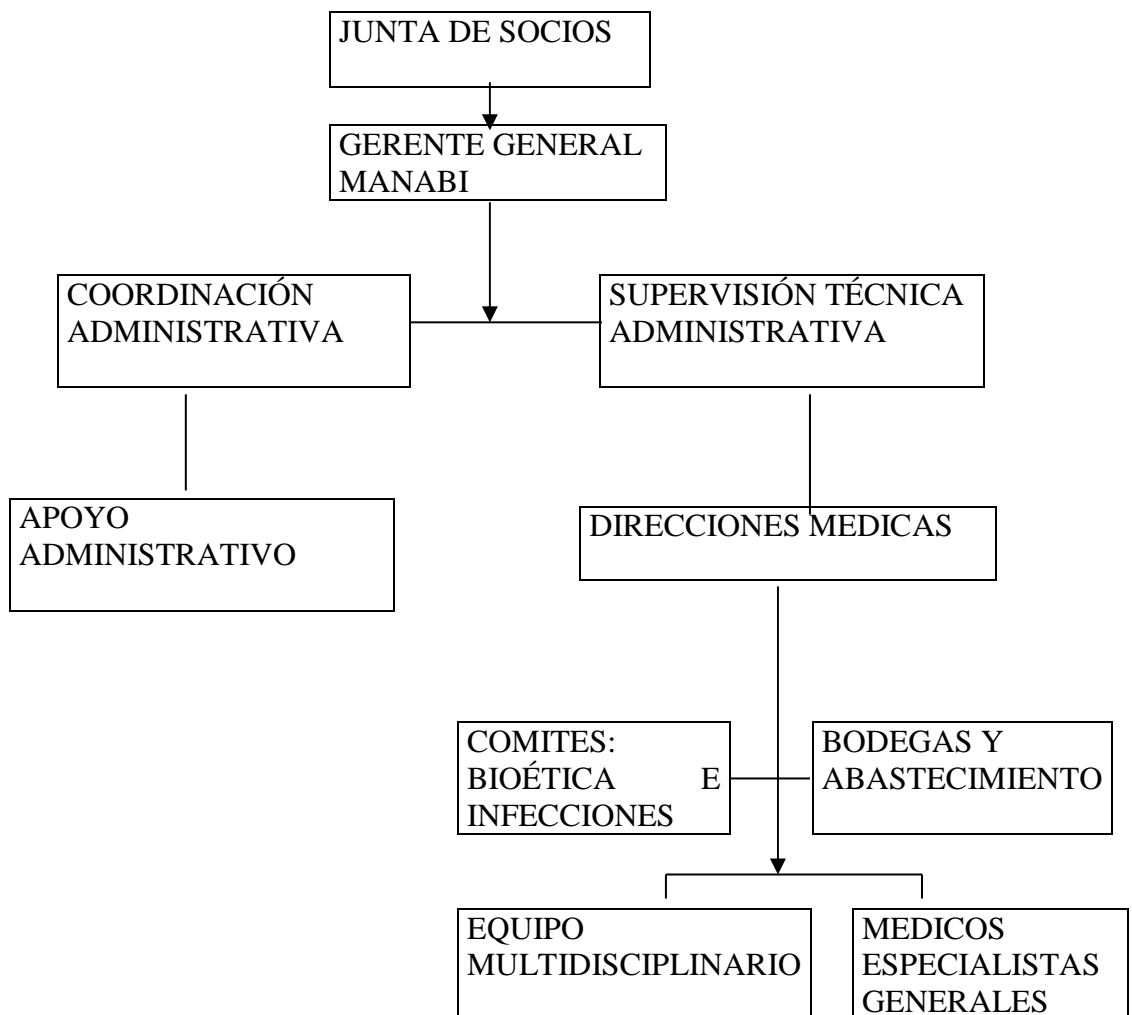 JUNTA DE SOCIOS
GERENTE GENERAL
MANABI
COORDINACIÓN
ADMINISTRATIVA
SUPERVISIÓN TÉCNICA
ADMINISTRATIVA
APOYO
ADMINISTRATIVO
DIRECCIONES MEDICAS
COMITES:
BIOÉTICA E
INFECCIONES
BODEGAS Y
ABASTECIMIENTO
EQUIPO
MULTIDISCIPLINARIO
MEDICOS
ESPECIALISTAS
GENERALES